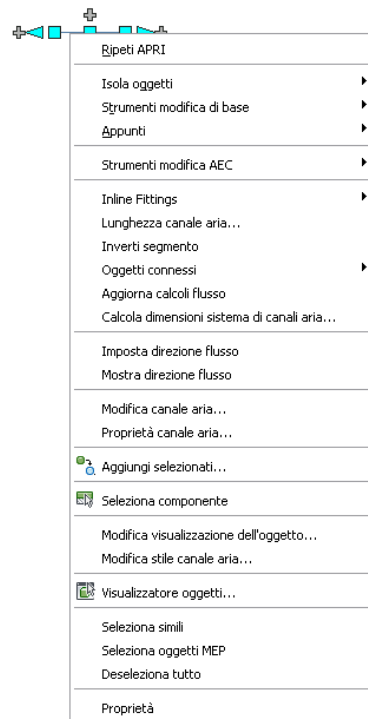 Ripeti APRI
Isola oggetti
Strumenti modifica di base
Appunti
Strumenti modifica AEC
Inline Fittings
Lunghezza canale aria...
Inverti segmento
Oggetti connessi
Aggiorna calcoli flusso
Calcola dimensioni sistema di canali aria...
Imposta direzione flusso
Mostra direzione flusso
Modifica canale aria...
Proprietà canale aria...
Aggiungi selezionati...
Seleziona componente
Modifica visualizzazione dell'oggetto...
Modifica stile canale aria...
Visualizzatore oggetti...
Seleziona simili
Seleziona oggetti MEP
Deseleziona tutto
Proprietà